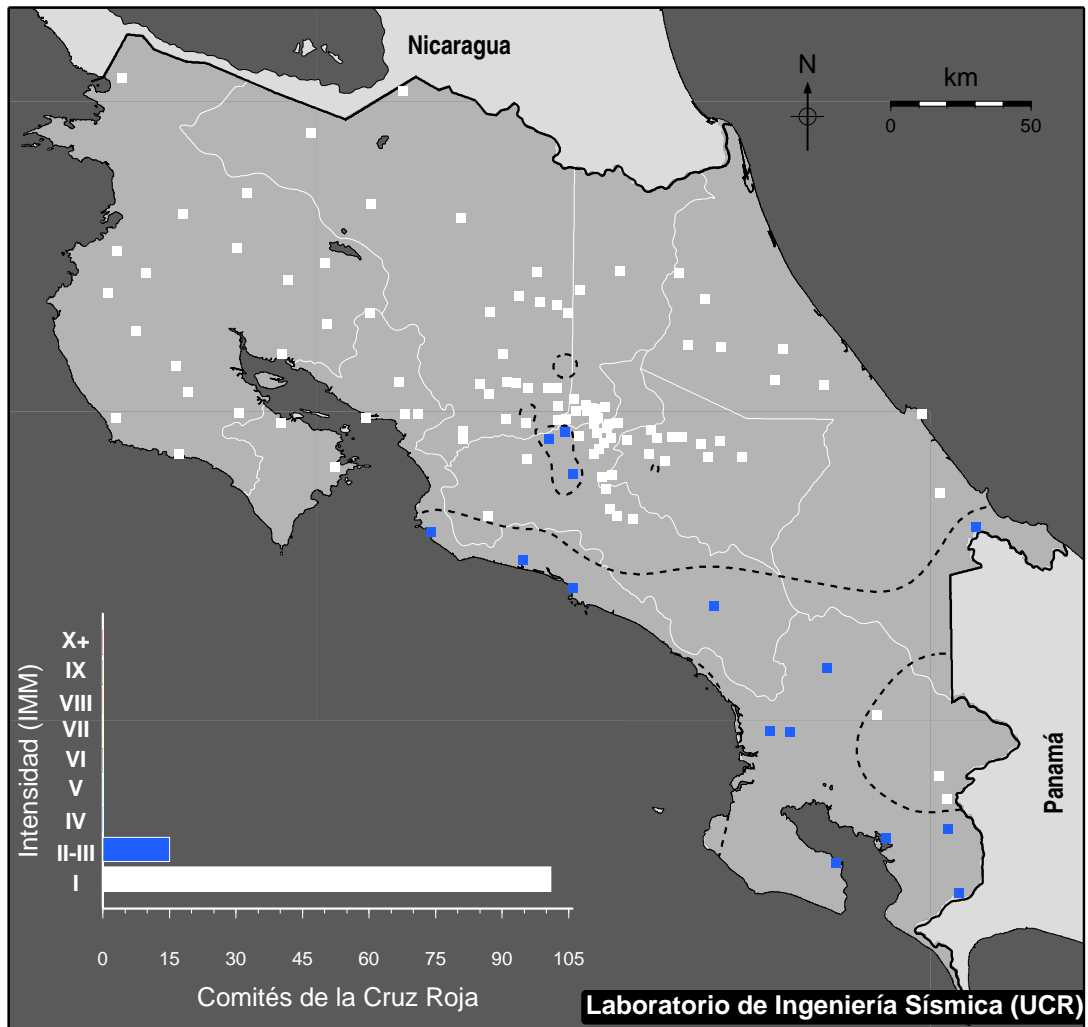 Nicaragua
N
km
0 50
Panamá
Intensidad (IMM)
X+
IX
VIII
VII
VI
V
IV
II-III
I
0 15 30 45 60 75 90 105
Comités de la Cruz Roja
Laboratorio de Ingeniería Sísmica (UCR)